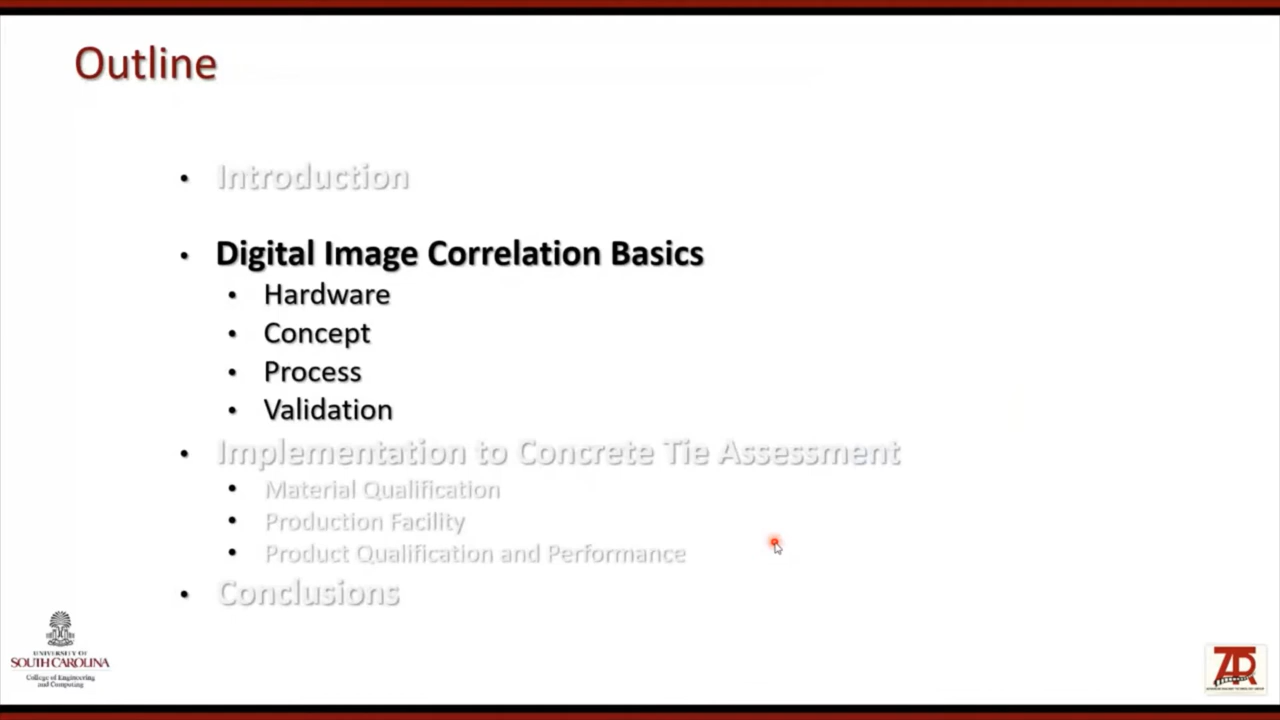 Outline
• Introduction
• Digital Image Correlation Basics
• Hardware
• Concept
• Process
• Validation
• Implementation to Concrete Tie Assessment
• Material Qualification
• Production Facility
• Product Qualification and Performance
• Conclusions
UNIVERSITY OF
SOUTH CAROLINA
College of Engineering
and Computing